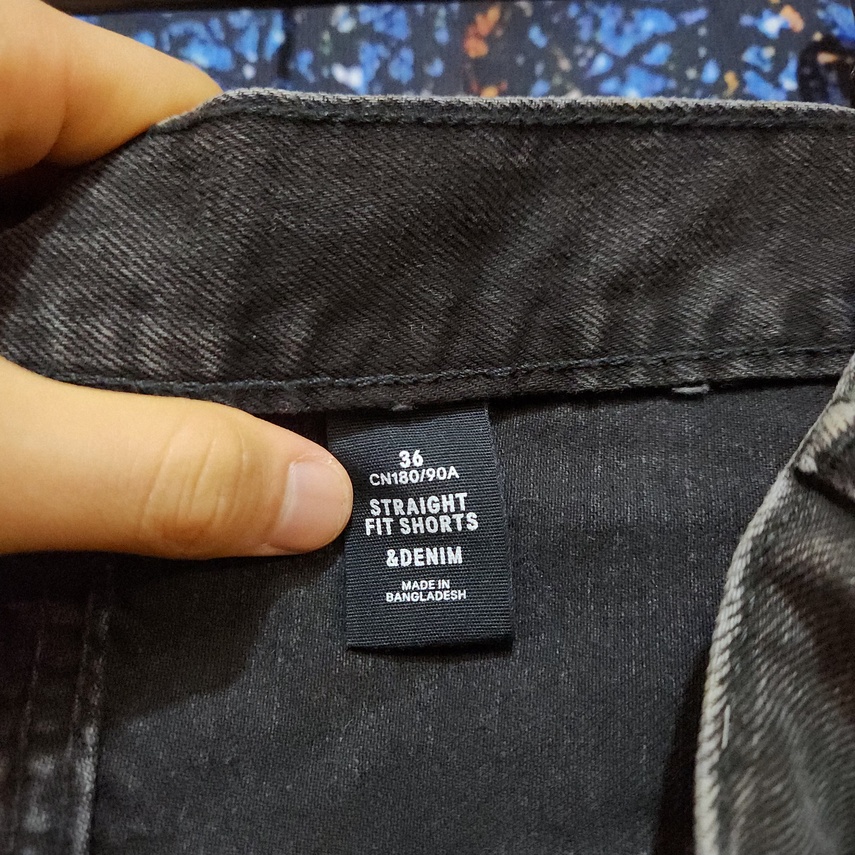 36
CN180/90A
STRAIGHT
FIT SHORTS
&DENIM
MADE IN
BANGLADESH